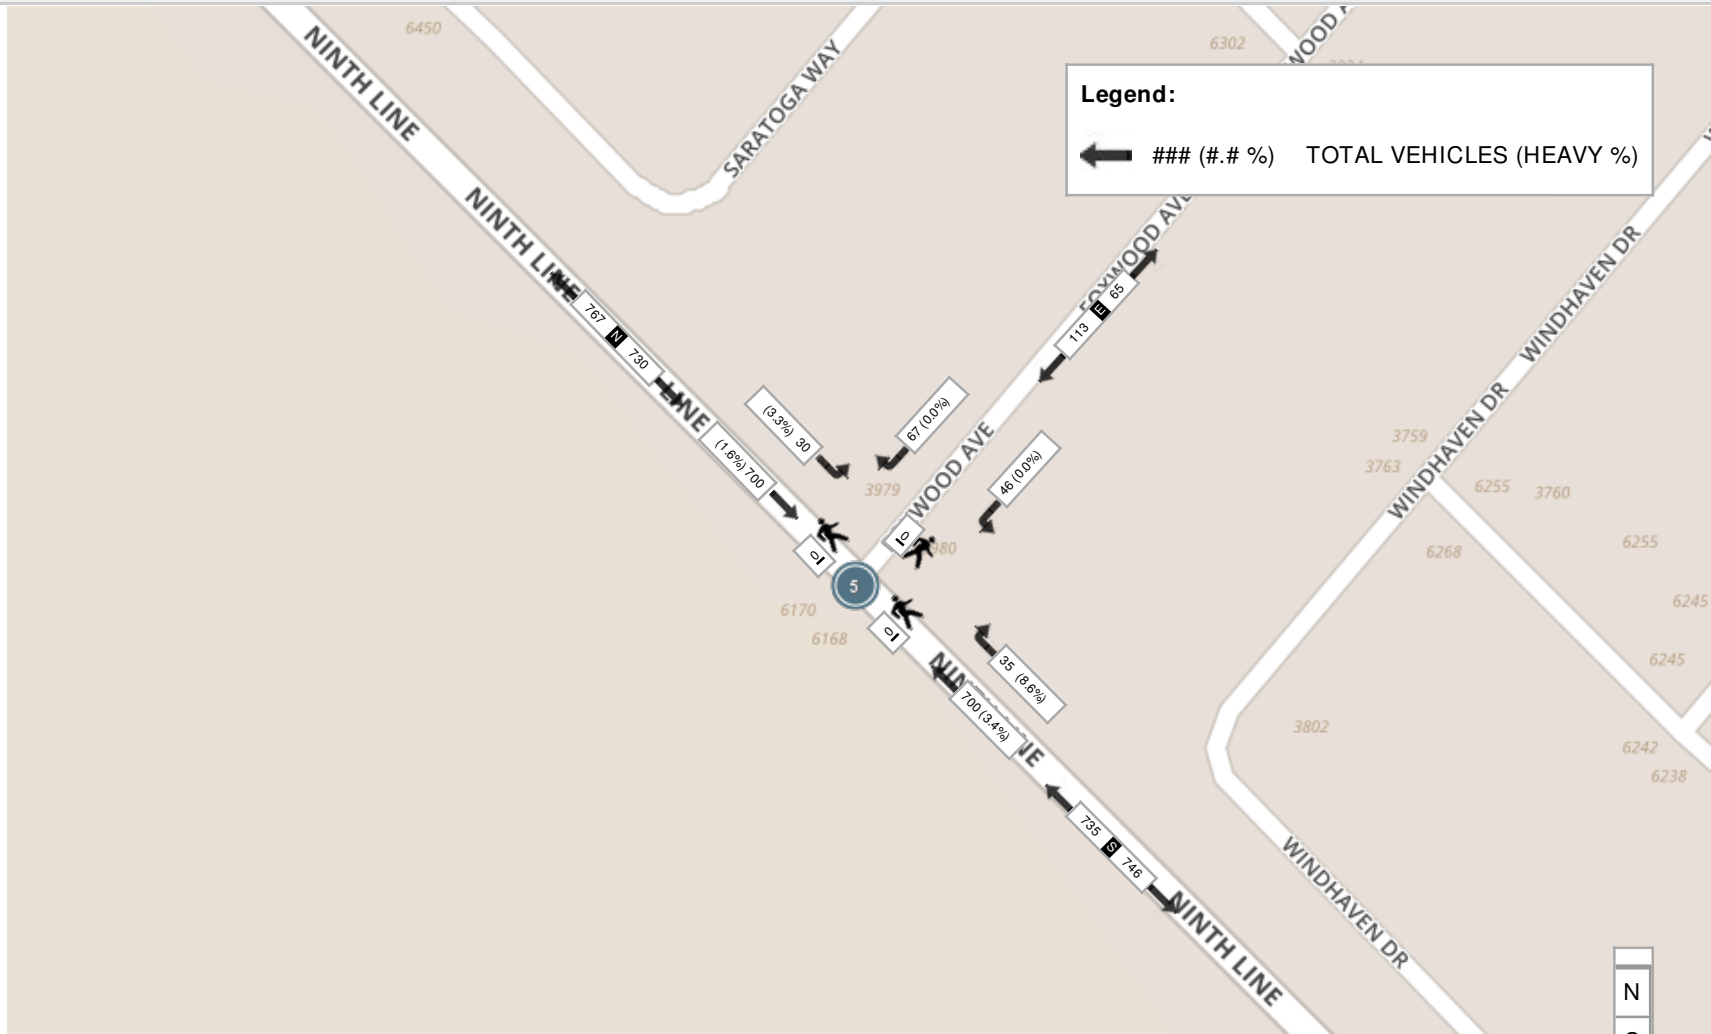 6450
6302
NINTH LINE
SARATOGA WAY
Legend:
### (#.# %) TOTAL VEHICLES (HEAVY %)
NINTH LINE
FOXWOOD AVE
WINDHAVEN DR
65
E
113
767
N
730
LINE
(3.3%) 30
67 (0.0%)
(1.6%) 700
46 (0.0%)
WOOD AVE
WINDHAVEN DR
3759
3763
6255
3760
3979
980
0
0
6255
6268
5
6170
6168
0
6245
6245
35 (8.6%)
700 (3.4%)
3802
6242
6238
735
S
746
WINDHAVEN DR
NINTH LINE
N